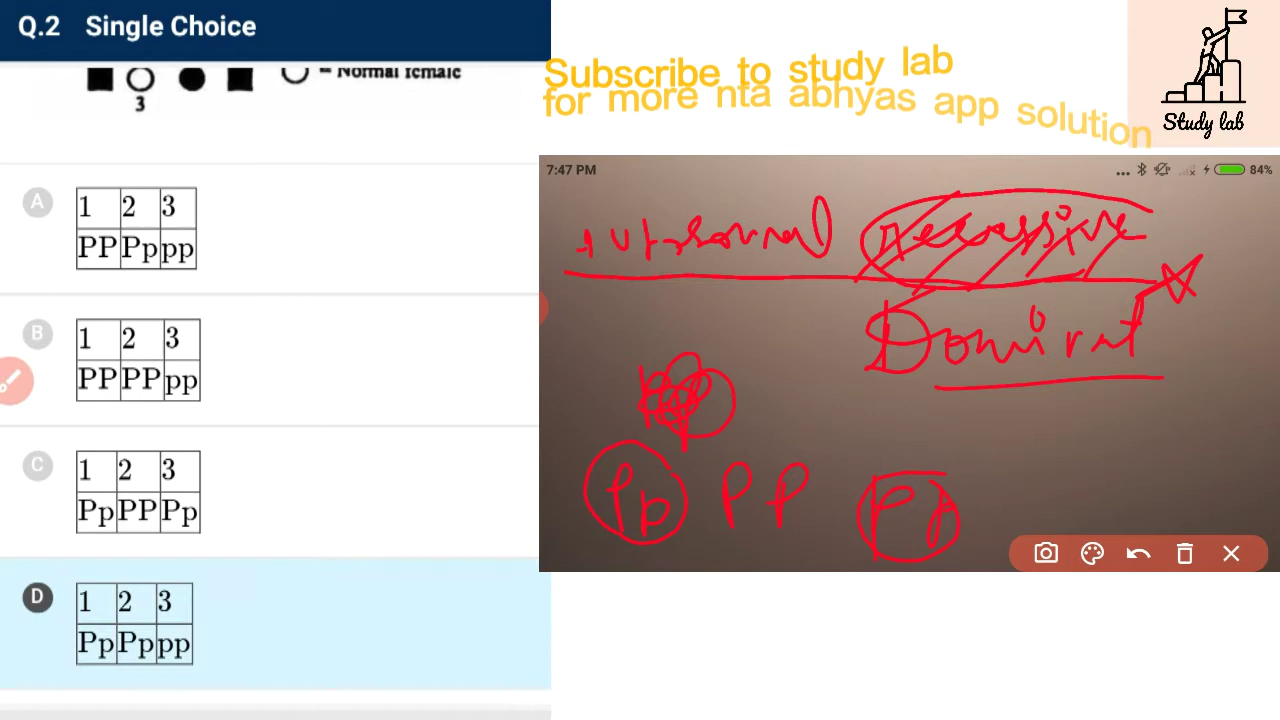 Q.2 Single Choice
= Normal female
3
Subscribe to study lab
for more nta abhyas app solution
Study lab
7:47 PM
84%
A
1 2 3
PP Pp pp
B
1 2 3
PP PP pp
C
1 2 3
Pp PP Pp
D
1 2 3
Pp Pp pp
Recessive
Pp PP Pp